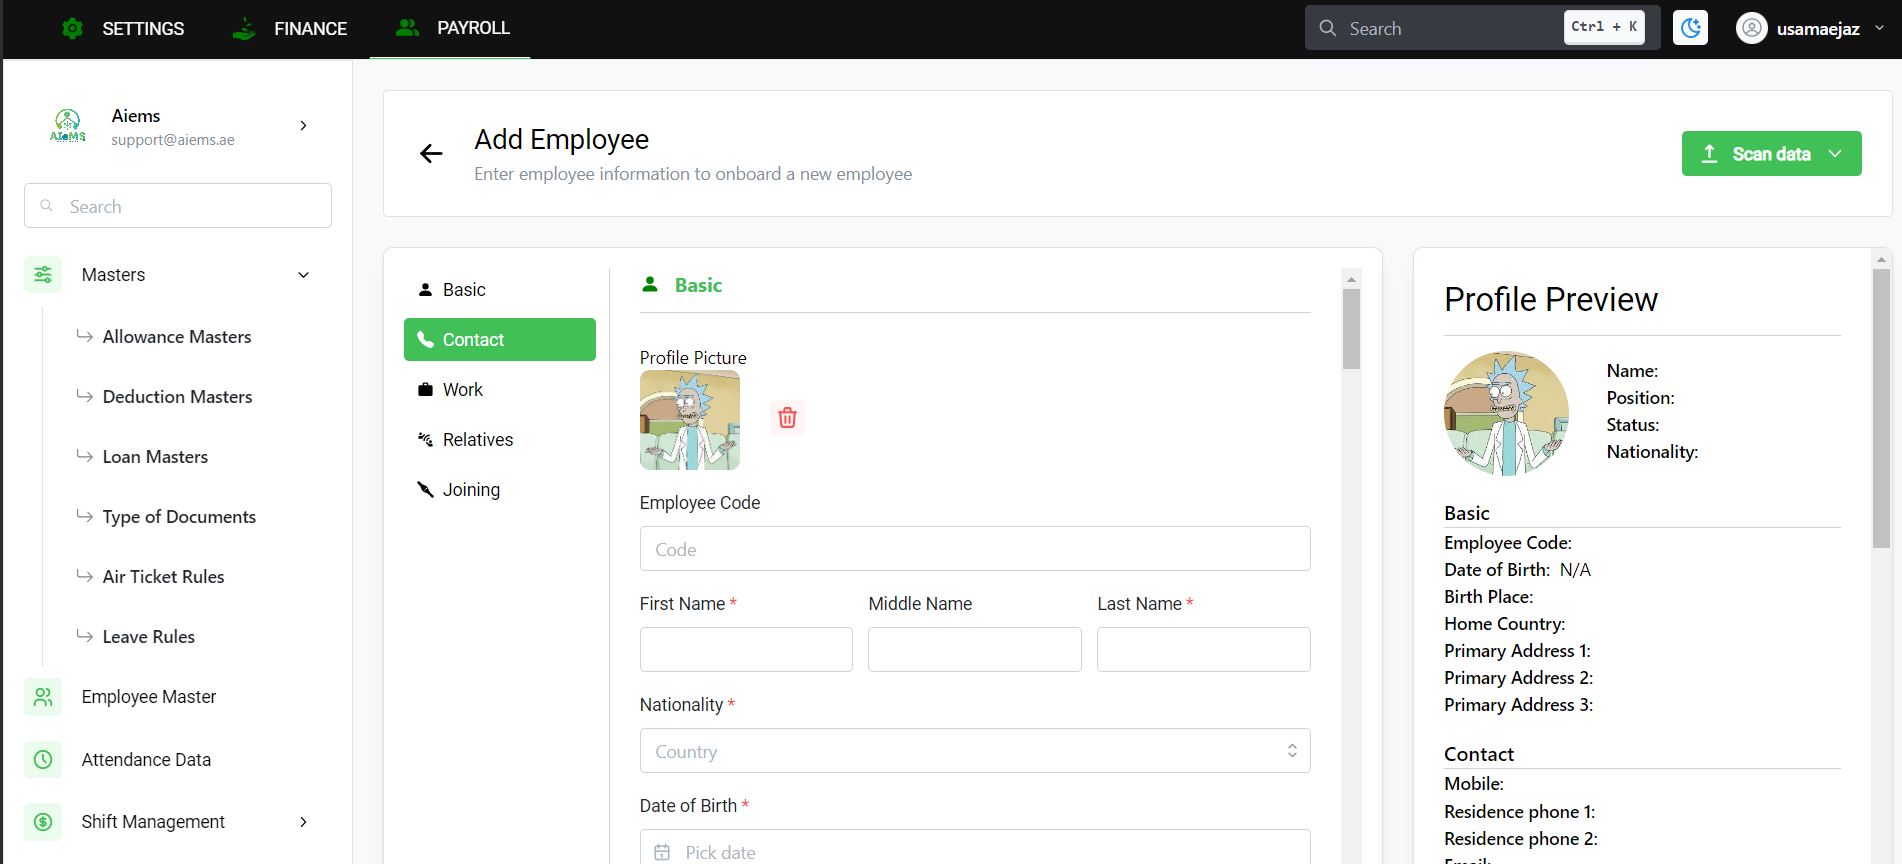 SETTINGS
FINANCE
PAYROLL
Search
Ctrl + K
usamaejaz
AIeMS
Aiems
support@aiems.ae
Search
Masters
Allowance Masters
Deduction Masters
Loan Masters
Type of Documents
Air Ticket Rules
Leave Rules
Employee Master
Attendance Data
Shift Management
Add Employee
Enter employee information to onboard a new employee
Scan data
Basic
Contact
Work
Relatives
Joining
Basic
Profile Picture
Employee Code
Code
First Name *
Middle Name
Last Name *
Nationality *
Country
Date of Birth *
Pick date
Profile Preview
Name:
Position:
Status:
Nationality:
Basic
Employee Code:
Date of Birth: N/A
Birth Place:
Home Country:
Primary Address 1:
Primary Address 2:
Primary Address 3:
Contact
Mobile:
Residence phone 1:
Residence phone 2: